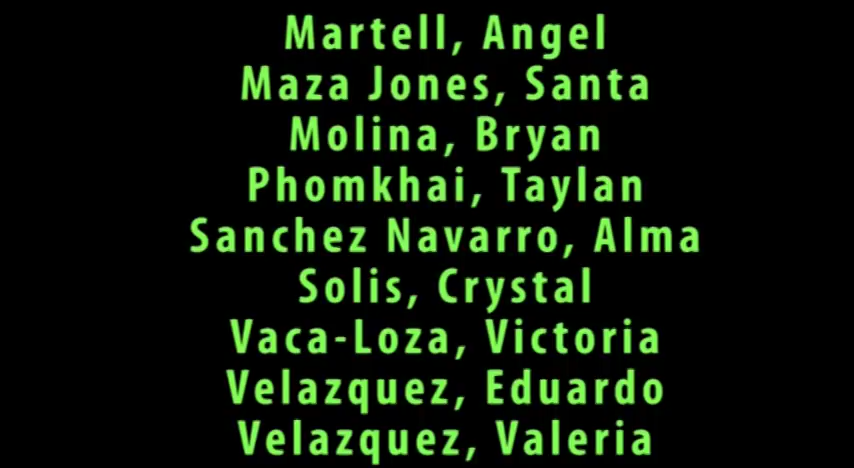 Martell, Angel
Maza Jones, Santa
Molina, Bryan
Phomkhai, Taylan
Sanchez Navarro, Alma
Solis, Crystal
Vaca-Loza, Victoria
Velazquez, Eduardo
Velazquez, Valeria